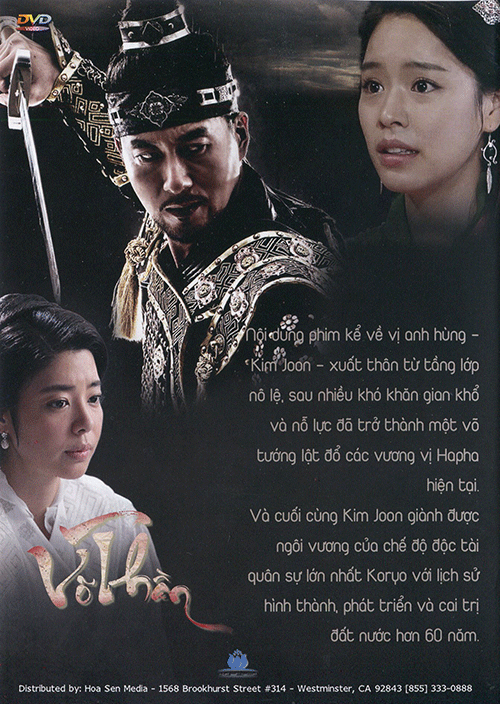 DVD
VIDEO
Nội dung phim kể về vị anh hùng -
Kim Joon - xuất thân từ tầng lớp
nô lệ, sau nhiều khó khăn gian khổ
và nỗ lực đã trở thành một võ
tướng lật đổ các vương vị Hapha
hiện tại.
Và cuối cùng Kim Joon giành được
ngôi vương của chế độ độc tài
quân sự lớn nhất Koryo với lịch sử
hình thành, phát triển và cai trị
đất nước hơn 60 năm.
Võ Thần
Distributed by: Hoa Sen Media - 1568 Brookhurst Street #314 - Westminster, CA 92843 [855] 333-0888